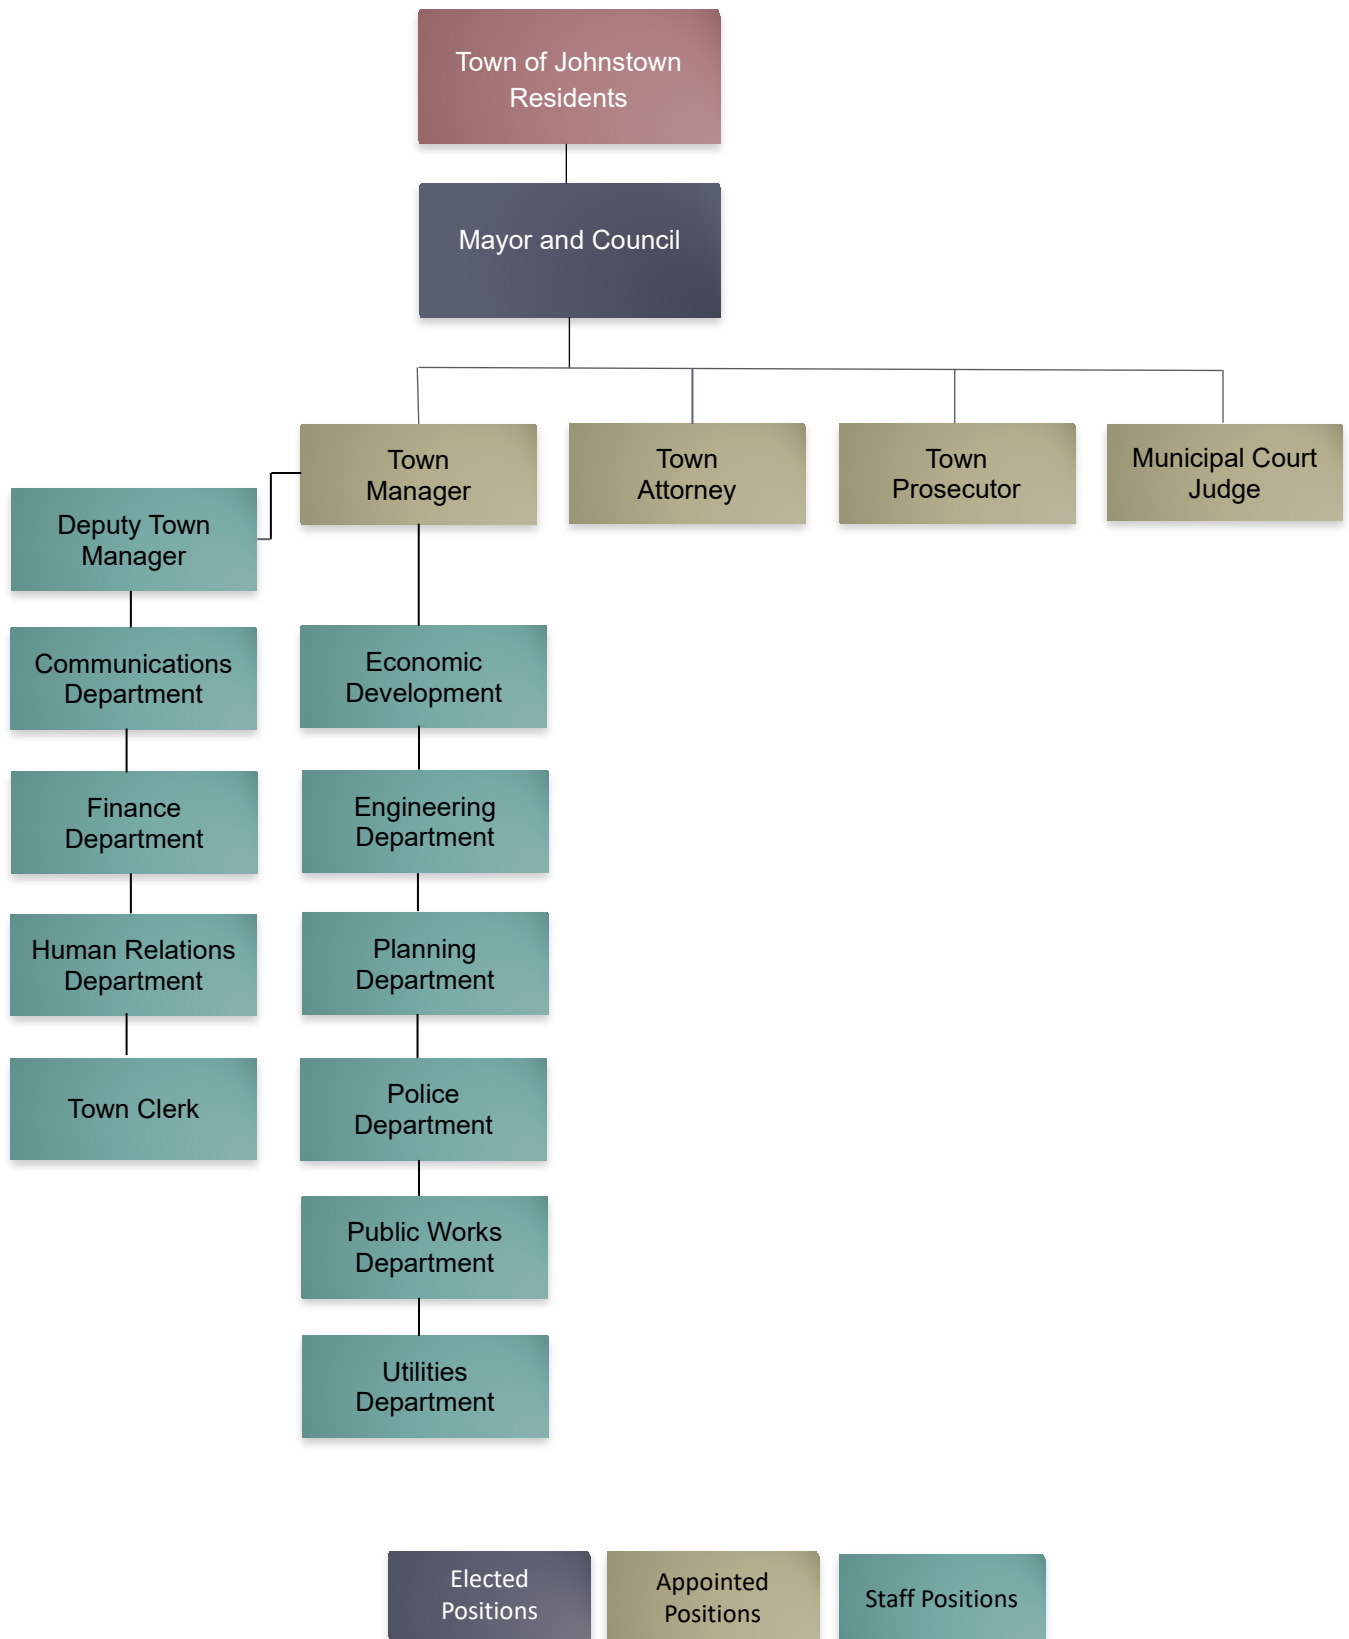 Town of Johnstown
Residents
Mayor and Council
Town
Manager
Town
Attorney
Town
Prosecutor
Municipal Court
Judge
Deputy Town
Manager
Communications
Department
Economic
Development
Finance
Department
Engineering
Department
Human Relations
Department
Planning
Department
Town Clerk
Police
Department
Public Works
Department
Utilities
Department
Elected
Positions
Appointed
Positions
Staff Positions